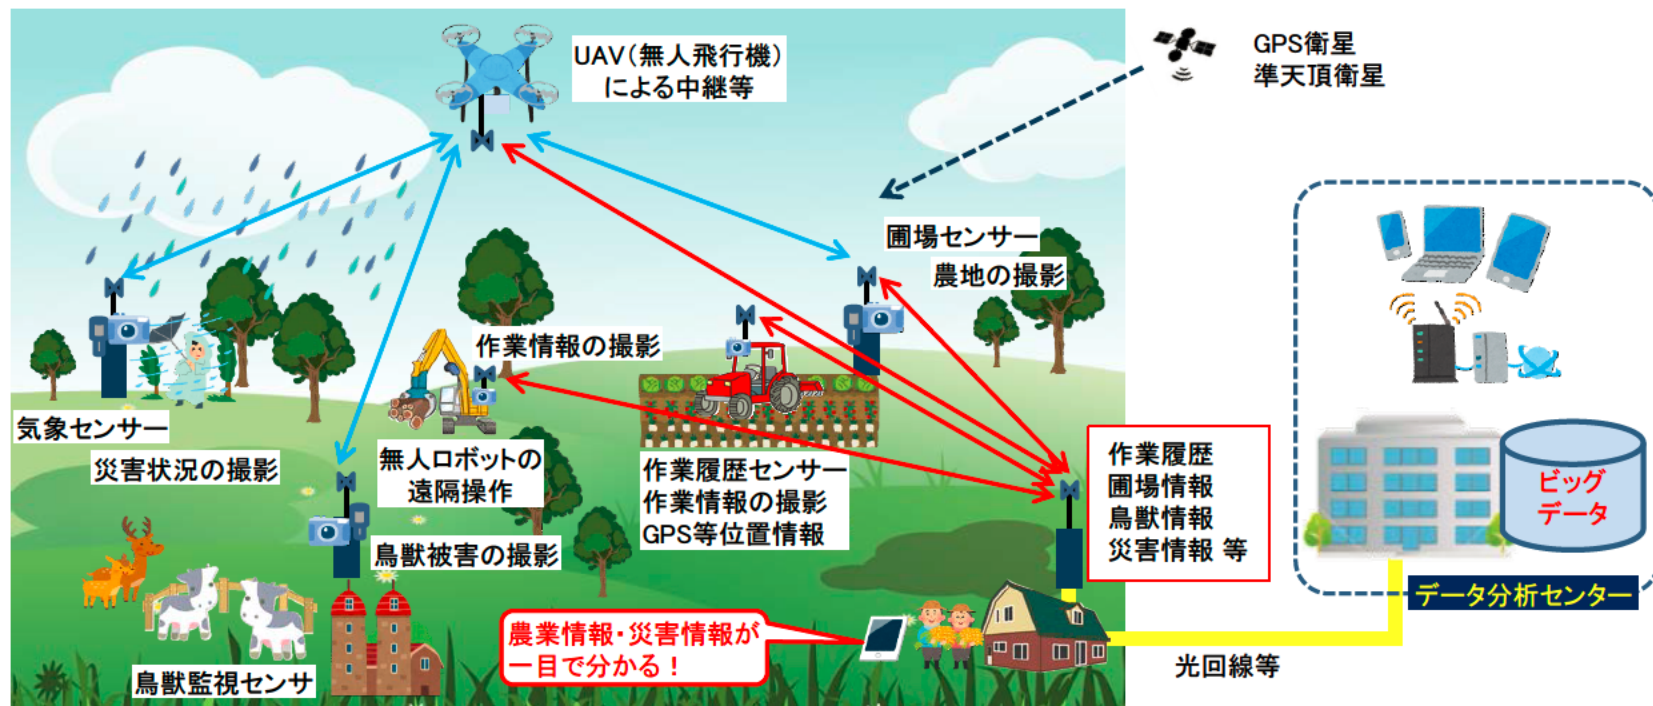 UAV(無人飛行機)
による中継等
GPS衛星
準天頂衛星
圃場センサー
農地の撮影
作業情報の撮影
気象センサー
災害状況の撮影
無人ロボットの
遠隔操作
作業履歴センサー
作業情報の撮影
GPS等位置情報
鳥獣被害の撮影
作業履歴
圃場情報
鳥獣情報
災害情報 等
ビッグ
データ
データ分析センター
農業情報・災害情報が
一目で分かる！
鳥獣監視センサ
光回線等